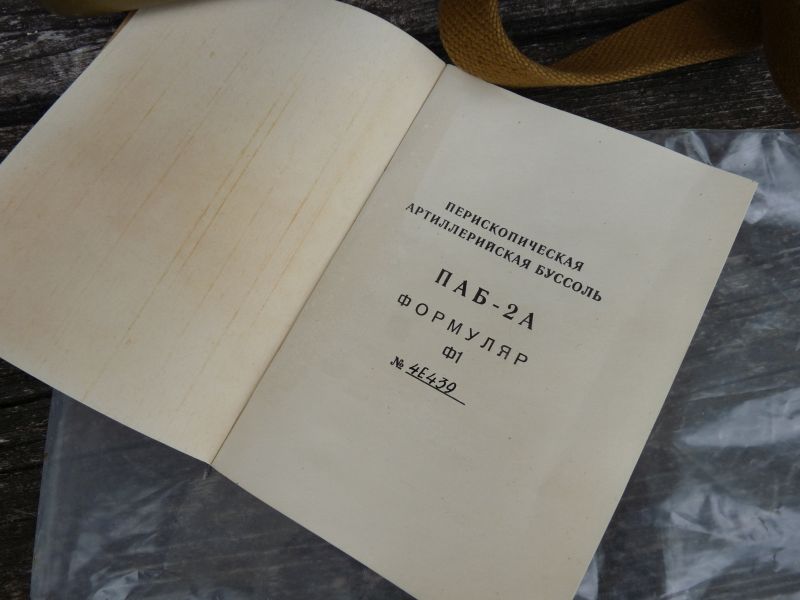 ПЕРИСКОПИЧЕСКАЯ
АРТИЛЛЕРИЙСКАЯ БУССОЛЬ
ПАБ-2А
ФОРМУЛЯР
Ф1
№ 4Е439